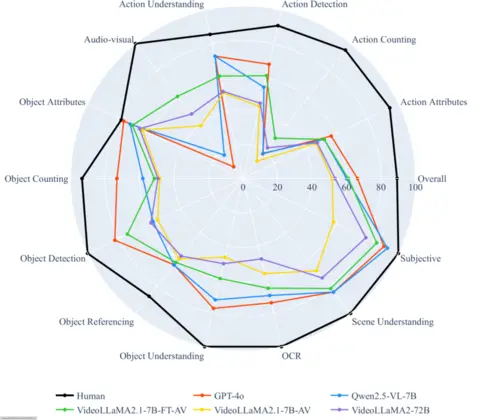 Action Understanding
Action Detection
Audio-visual
Action Counting
Object Attributes
Action Attributes
Object Counting
0 20 40 60 80 100
Overall
Object Detection
Subjective
Object Referencing
Scene Understanding
Object Understanding
OCR
Human
GPT-4o
Qwen2.5-VL-7B
VideoLLaMA2.1-7B-FT-AV
VideoLLaMA2.1-7B-AV
VideoLLaMA2-72B